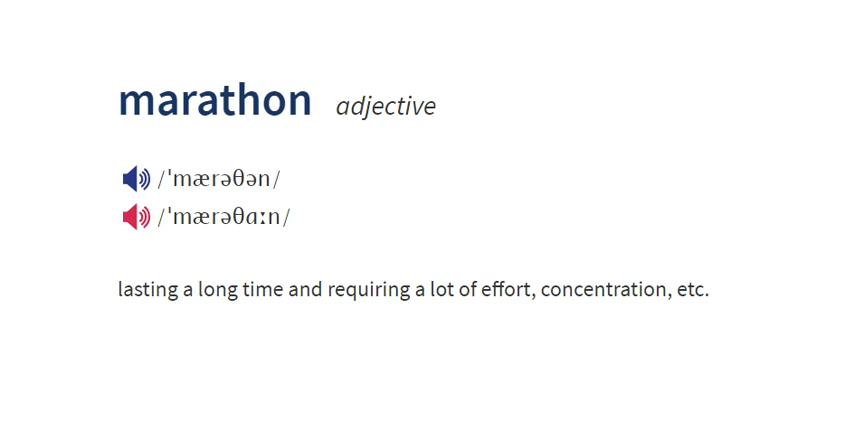 marathon adjective
/ˈmærəθən/
/ˈmærəθɑːn/
lasting a long time and requiring a lot of effort, concentration, etc.